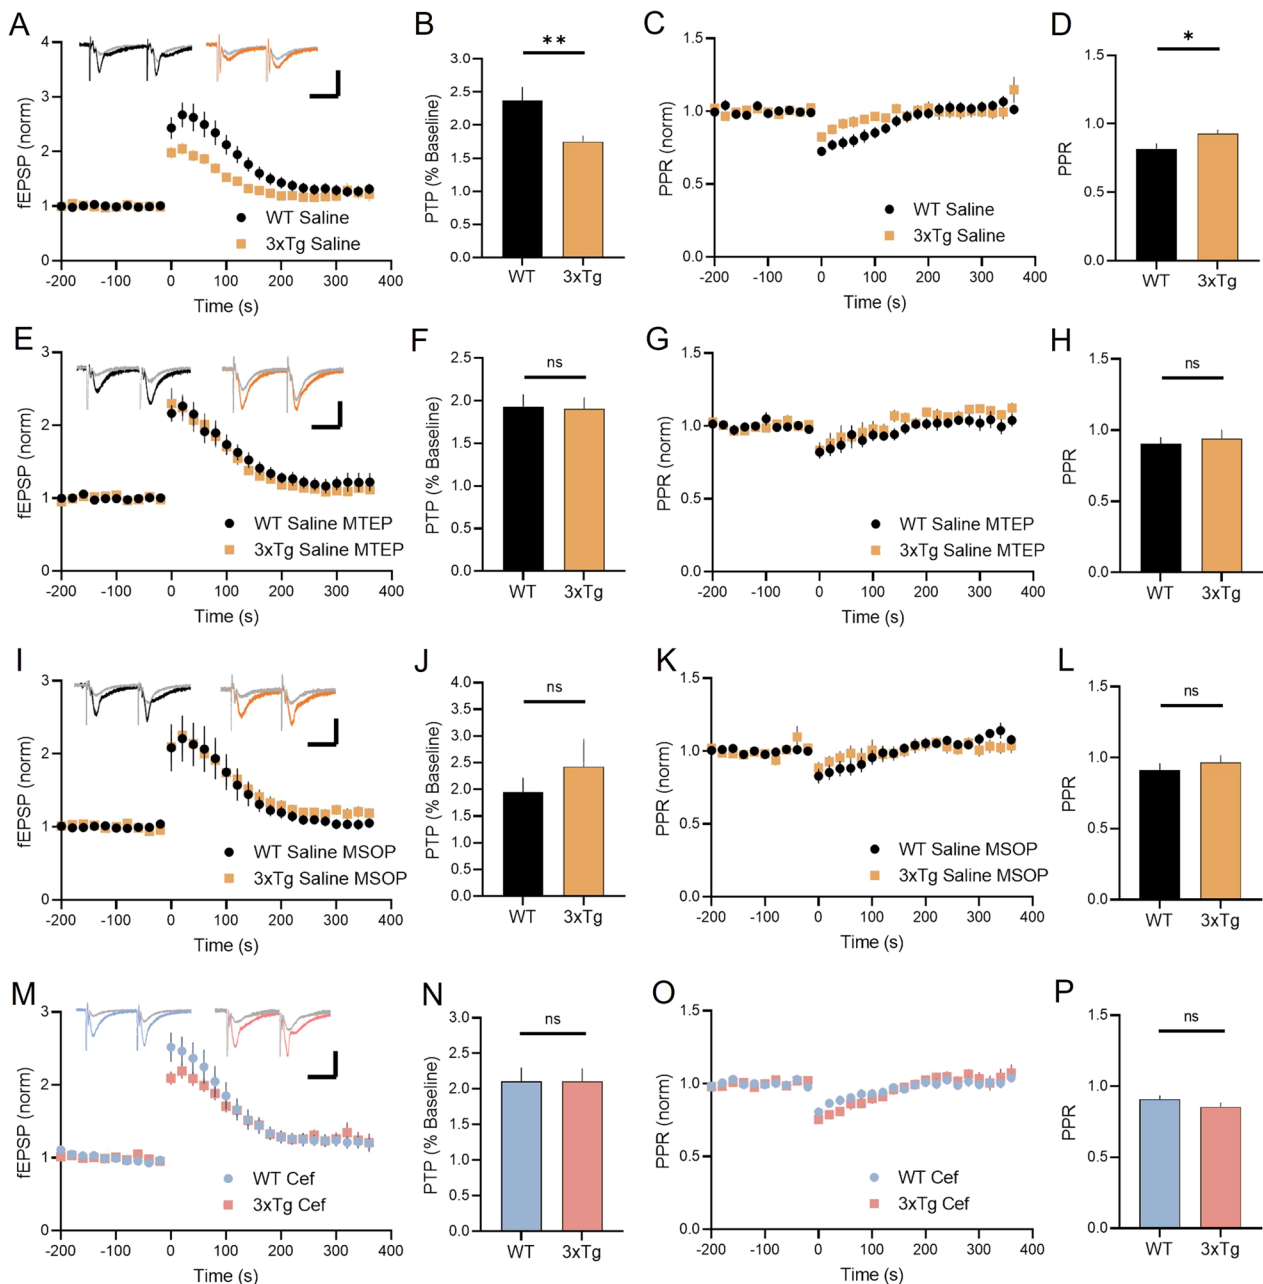 A
4
3
2
1
0
fEPSP (norm)
-200 -100 0 100 200 300 400
Time (s)
WT Saline
3xTg Saline
B
**
3.0
2.5
2.0
1.5
1.0
0.5
0.0
PTP (% Baseline)
WT 3xTg
C
1.5
1.0
0.5
0.0
PPR (norm)
-200 -100 0 100 200 300 400
Time (s)
WT Saline
3xTg Saline
D
*
1.5
1.0
0.5
0.0
PPR
WT 3xTg
E
3
2
1
0
fEPSP (norm)
-200 -100 0 100 200 300 400
Time (s)
WT Saline MTEP
3xTg Saline MTEP
F
ns
2.5
2.0
1.5
1.0
0.5
0.0
PTP (% Baseline)
WT 3xTg
G
1.5
1.0
0.5
0.0
PPR (norm)
-200 -100 0 100 200 300 400
Time (s)
WT Saline MTEP
3xTg Saline MTEP
H
ns
1.5
1.0
0.5
0.0
PPR
WT 3xTg
I
3
2
1
0
fEPSP (norm)
-200 -100 0 100 200 300 400
Time (s)
WT Saline MSOP
3xTg Saline MSOP
J
ns
4.0
3.5
3.0
2.5
2.0
1.5
1.0
0.5
0.0
PTP (% Baseline)
WT 3xTg
K
1.5
1.0
0.5
0.0
PPR (norm)
-200 -100 0 100 200 300 400
Time (s)
WT Saline MSOP
3xTg Saline MSOP
L
ns
1.5
1.0
0.5
0.0
PPR
WT 3xTg
M
3
2
1
0
fEPSP (norm)
-200 -100 0 100 200 300 400
Time (s)
WT Cef
3xTg Cef
N
ns
3.0
2.5
2.0
1.5
1.0
0.5
0.0
PTP (% Baseline)
WT 3xTg
O
1.5
1.0
0.5
0.0
PPR (norm)
-200 -100 0 100 200 300 400
Time (s)
WT Cef
3xTg Cef
P
ns
1.5
1.0
0.5
0.0
PPR
WT 3xTg